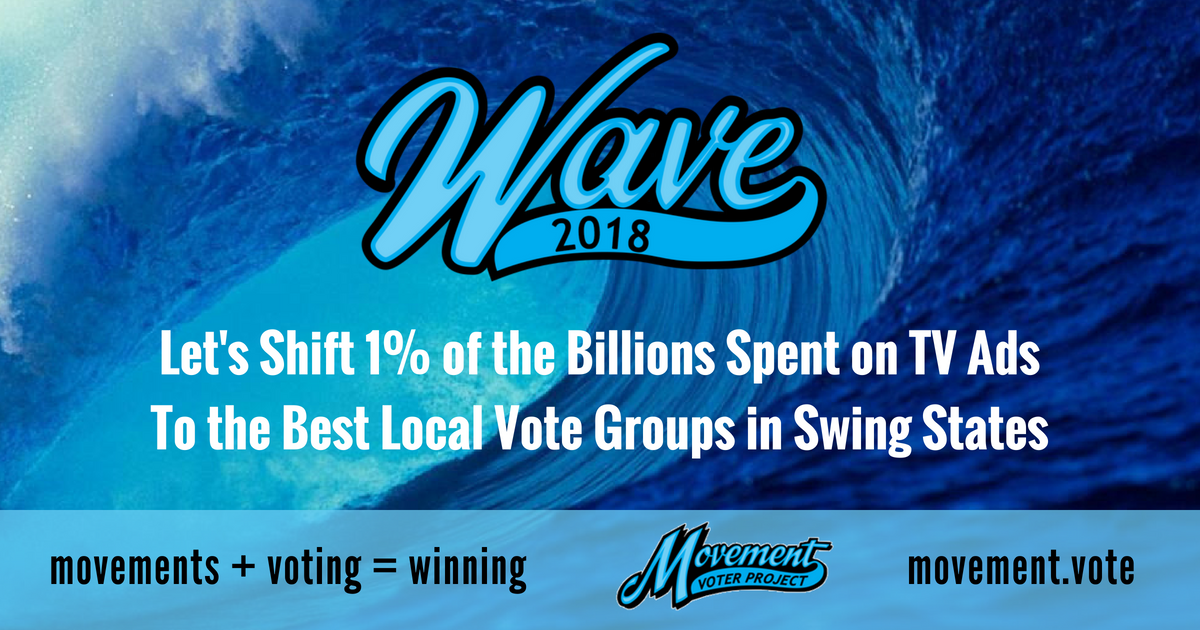 Wave
2018
Let's Shift 1% of the Billions Spent on TV Ads
To the Best Local Vote Groups in Swing States
movements + voting = winning
Movement
VOTER PROJECT
movement.vote